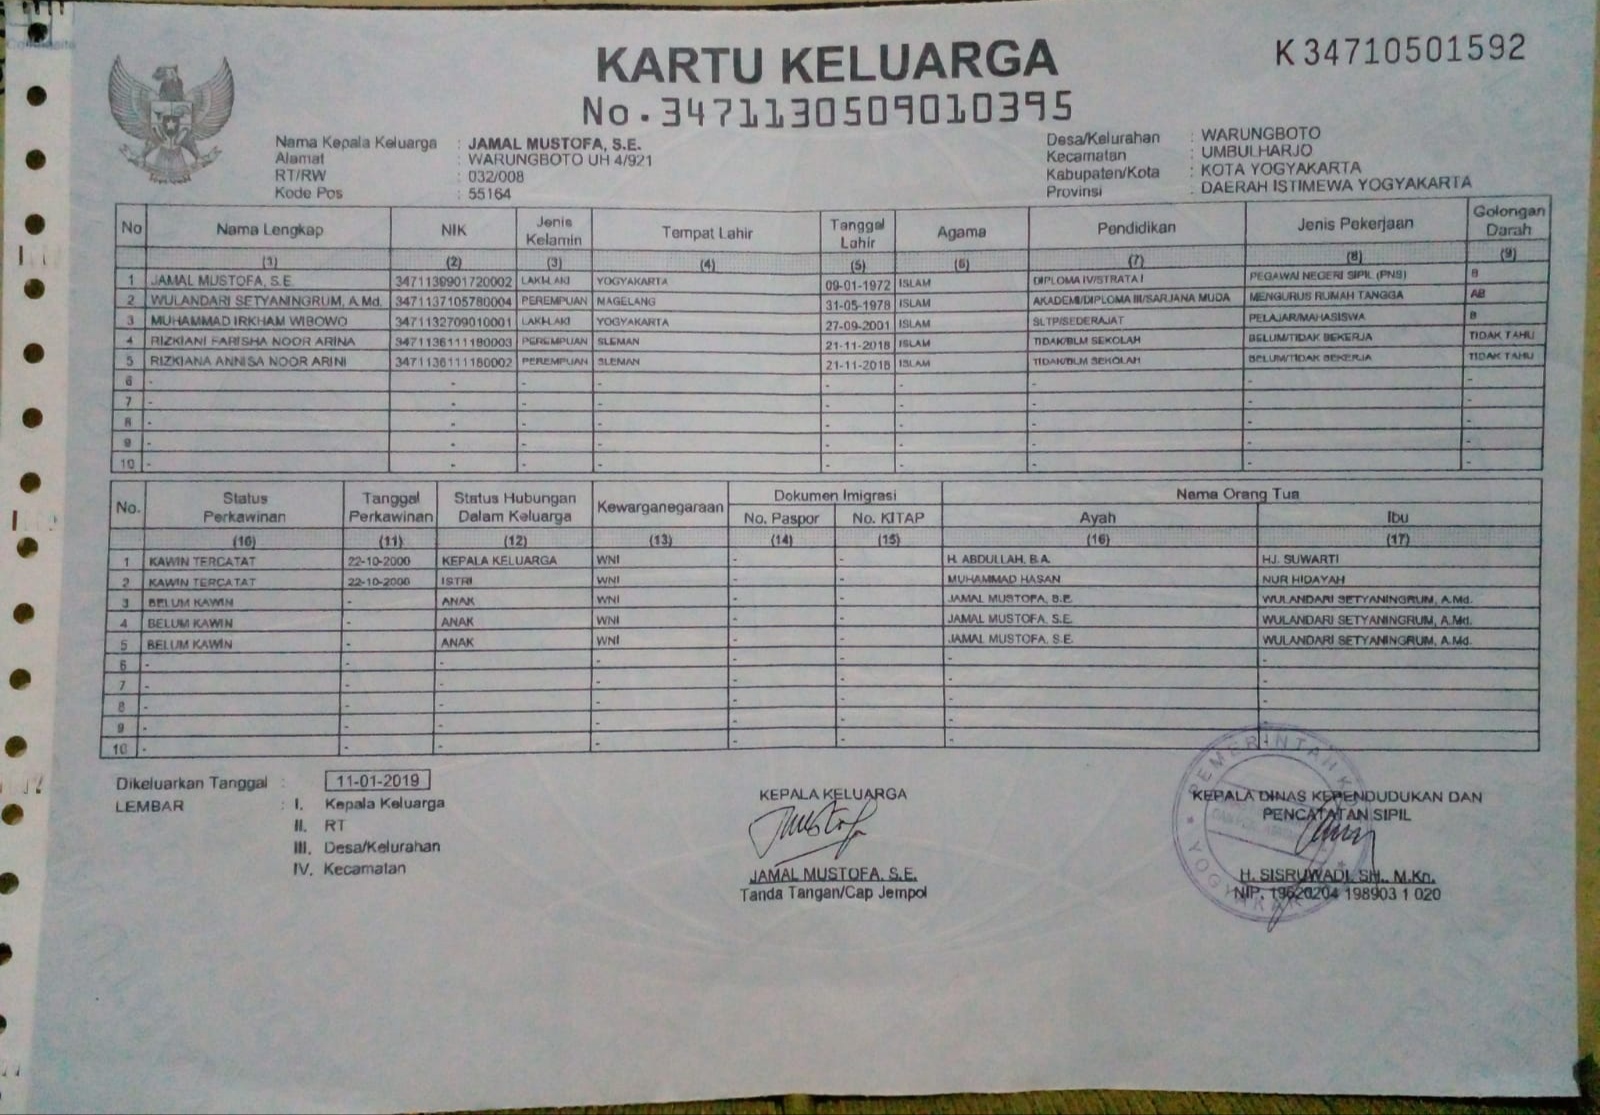 KARTU KELUARGA
K 34710501592
No. 3471130509010395
Nama Kepala Keluarga : JAMAL MUSTOFA, S.E.
Alamat : WARUNGBOTO UH 4/921
RT/RW : 032/008
Kode Pos : 55164
Desa/Kelurahan : WARUNGBOTO
Kecamatan : UMBULHARJO
Kabupaten/Kota : KOTA YOGYAKARTA
Provinsi : DAERAH ISTIMEWA YOGYAKARTA
No Nama Lengkap NIK Jenis Kelamin Tempat Lahir Tanggal Lahir Agama Pendidikan Jenis Pekerjaan Golongan Darah
(1) (2) (3) (4) (5) (6) (7) (8) (9)
1 JAMAL MUSTOFA, S.E 3471130901720002 LAKI-LAKI YOGYAKARTA 09-01-1972 ISLAM DIPLOMA IV/STRATA I PEGAWAI NEGERI SIPIL (PNS) B
2 WULANDARI SETYANINGRUM, A.Md. 3471137105780004 PEREMPUAN MAGELANG 31-05-1978 ISLAM AKADEMI/DIPLOMA III/SARJANA MUDA MENGURUS RUMAH TANGGA AB
3 MUHAMMAD IRKHAM WIBOWO 3471132709010001 LAKI-LAKI YOGYAKARTA 27-09-2001 ISLAM SLTP/SEDERAJAT PELAJAR/MAHASISWA B
4 RIZKIANI FARISHA NOOR ARINA 3471136111180003 PEREMPUAN SLEMAN 21-11-2018 ISLAM TIDAK/BLM SEKOLAH BELUM/TIDAK BEKERJA TIDAK TAHU
5 RIZKIANA ANNISA NOOR ARINI 3471136111180002 PEREMPUAN SLEMAN 21-11-2018 ISLAM TIDAK/BLM SEKOLAH BELUM/TIDAK BEKERJA TIDAK TAHU
6 - - - - - - - - -
7 - - - - - - - - -
8 - - - - - - - - -
9 - - - - - - - - -
10 - - - - - - - - -
No. Status Perkawinan Tanggal Perkawinan Status Hubungan Dalam Keluarga Kewarganegaraan Dokumen Imigrasi Nama Orang Tua
No. Paspor No. KITAP Ayah Ibu
(10) (11) (12) (13) (14) (15) (16) (17)
1 KAWIN TERCATAT 22-10-2000 KEPALA KELUARGA WNI - - H. ABDULLAH, B.A. HJ. SUWARTI
2 KAWIN TERCATAT 22-10-2000 ISTRI WNI - - MUHAMMAD HASAN NUR HIDAYAH
3 BELUM KAWIN - ANAK WNI - - JAMAL MUSTOFA, S.E. WULANDARI SETYANINGRUM, A.Md.
4 BELUM KAWIN - ANAK WNI - - JAMAL MUSTOFA, S.E. WULANDARI SETYANINGRUM, A.Md.
5 BELUM KAWIN - ANAK WNI - - JAMAL MUSTOFA, S.E. WULANDARI SETYANINGRUM, A.Md.
6 - - - - - - - -
7 - - - - - - - -
8 - - - - - - - -
9 - - - - - - - -
10 - - - - - - - -
Dikeluarkan Tanggal : 11-01-2019
LEMBAR : I. Kepala Keluarga
II. RT
III. Desa/Kelurahan
IV. Kecamatan
KEPALA KELUARGA
Mustofa
JAMAL MUSTOFA, S.E.
Tanda Tangan/Cap Jempol
PEMERINTAH
KEPALA DINAS KEPENDUDUKAN DAN
PENCATATAN SIPIL
YOGYAKARTA
H. SISRUWADI, SH., M.Kn.
NIP. 19620204 198903 1 020